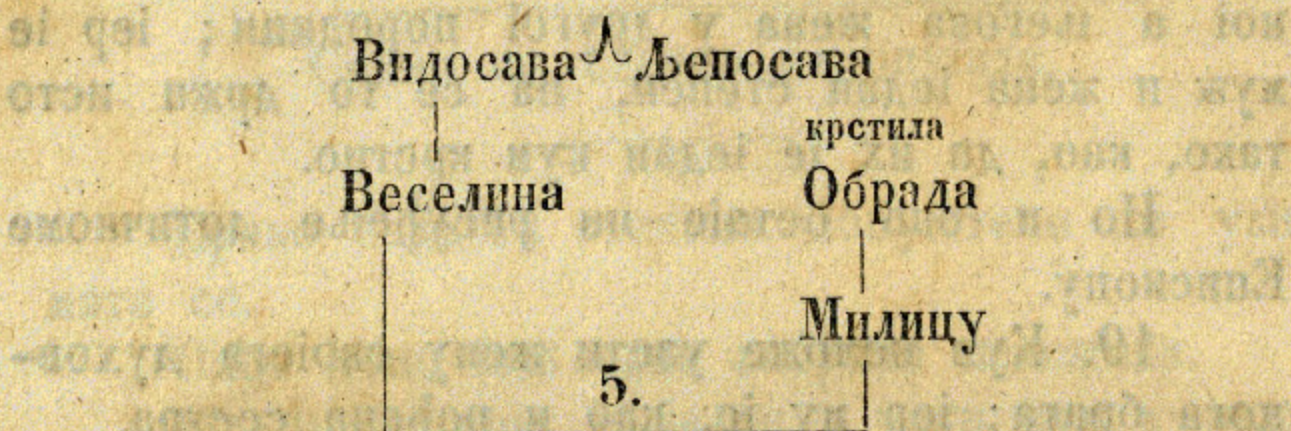 Видосава Љепосава
крстила
Веселина Обрада
Милицу
5.